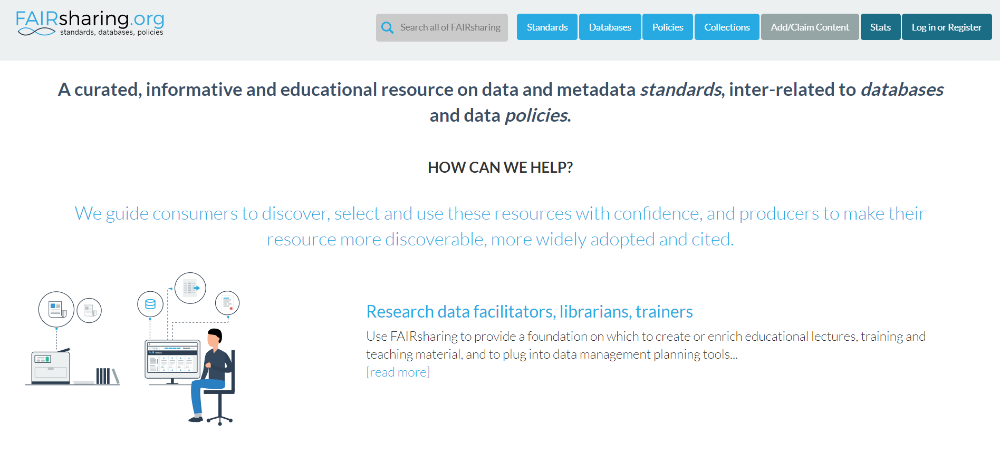 FAIRsharing.org
standards, databases, policies
Search all of FAIRsharing
Standards
Databases
Policies
Collections
Add/Claim Content
Stats
Log in or Register
A curated, informative and educational resource on data and metadata standards, inter-related to databases
and data policies.
HOW CAN WE HELP?
We guide consumers to discover, select and use these resources with confidence, and producers to make their
resource more discoverable, more widely adopted and cited.
Research data facilitators, librarians, trainers
Use FAIRsharing to provide a foundation on which to create or enrich educational lectures, training and
teaching material, and to plug into data management planning tools...
[read more]